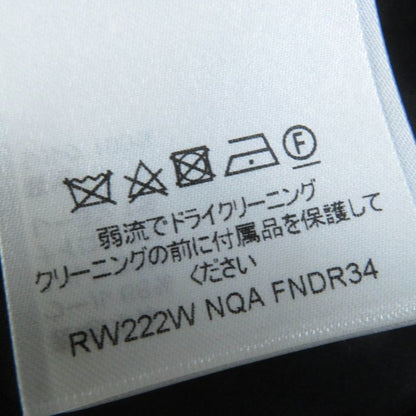 F
弱流でドライクリーニング
クリーニングの前に付属品を保護して
ください
RW222W NQA FNDR34